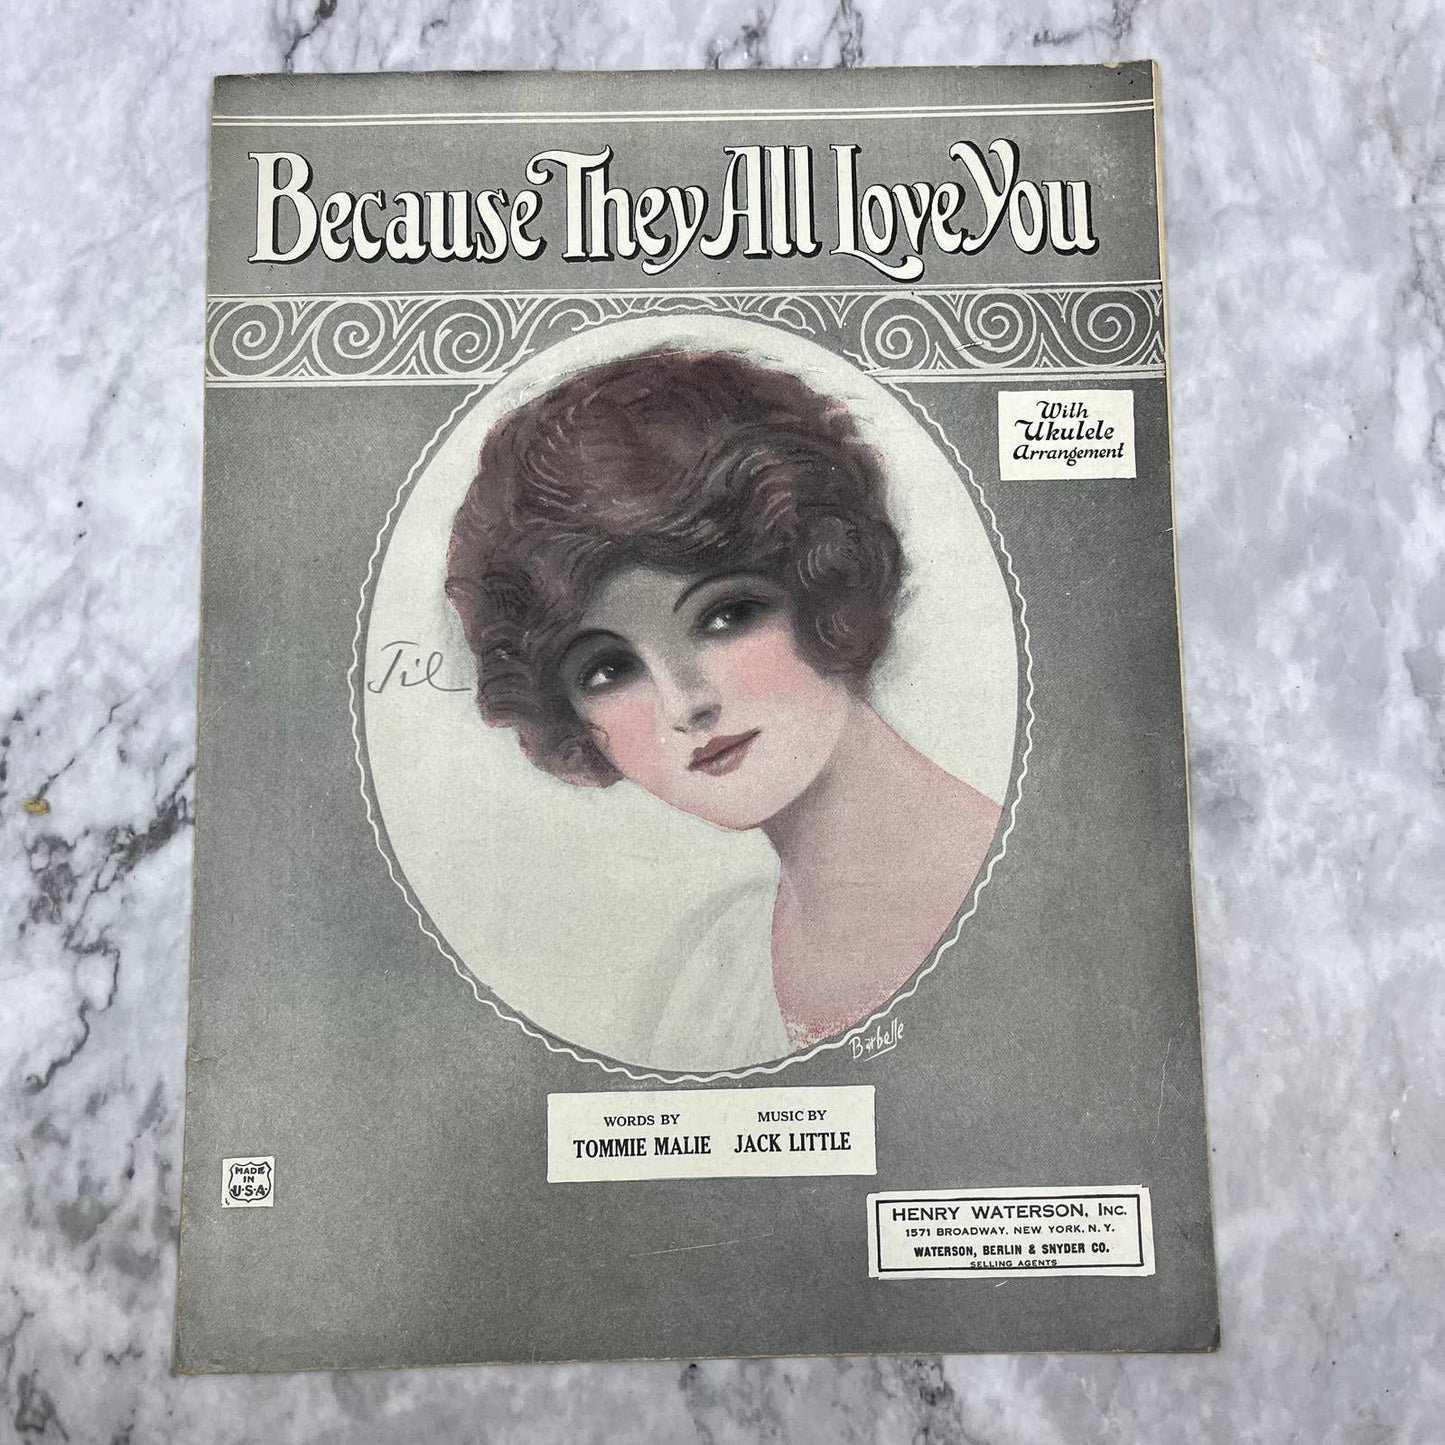 Because They All Love You
With
Ukulele
Arrangement
Barbelle
WORDS BY
TOMMIE MALIE
MUSIC BY
JACK LITTLE
MADE
IN
U·S·A·
HENRY WATERSON, INC.
1571 BROADWAY, NEW YORK, N. Y.
WATERSON, BERLIN & SNYDER CO.
SELLING AGENTS